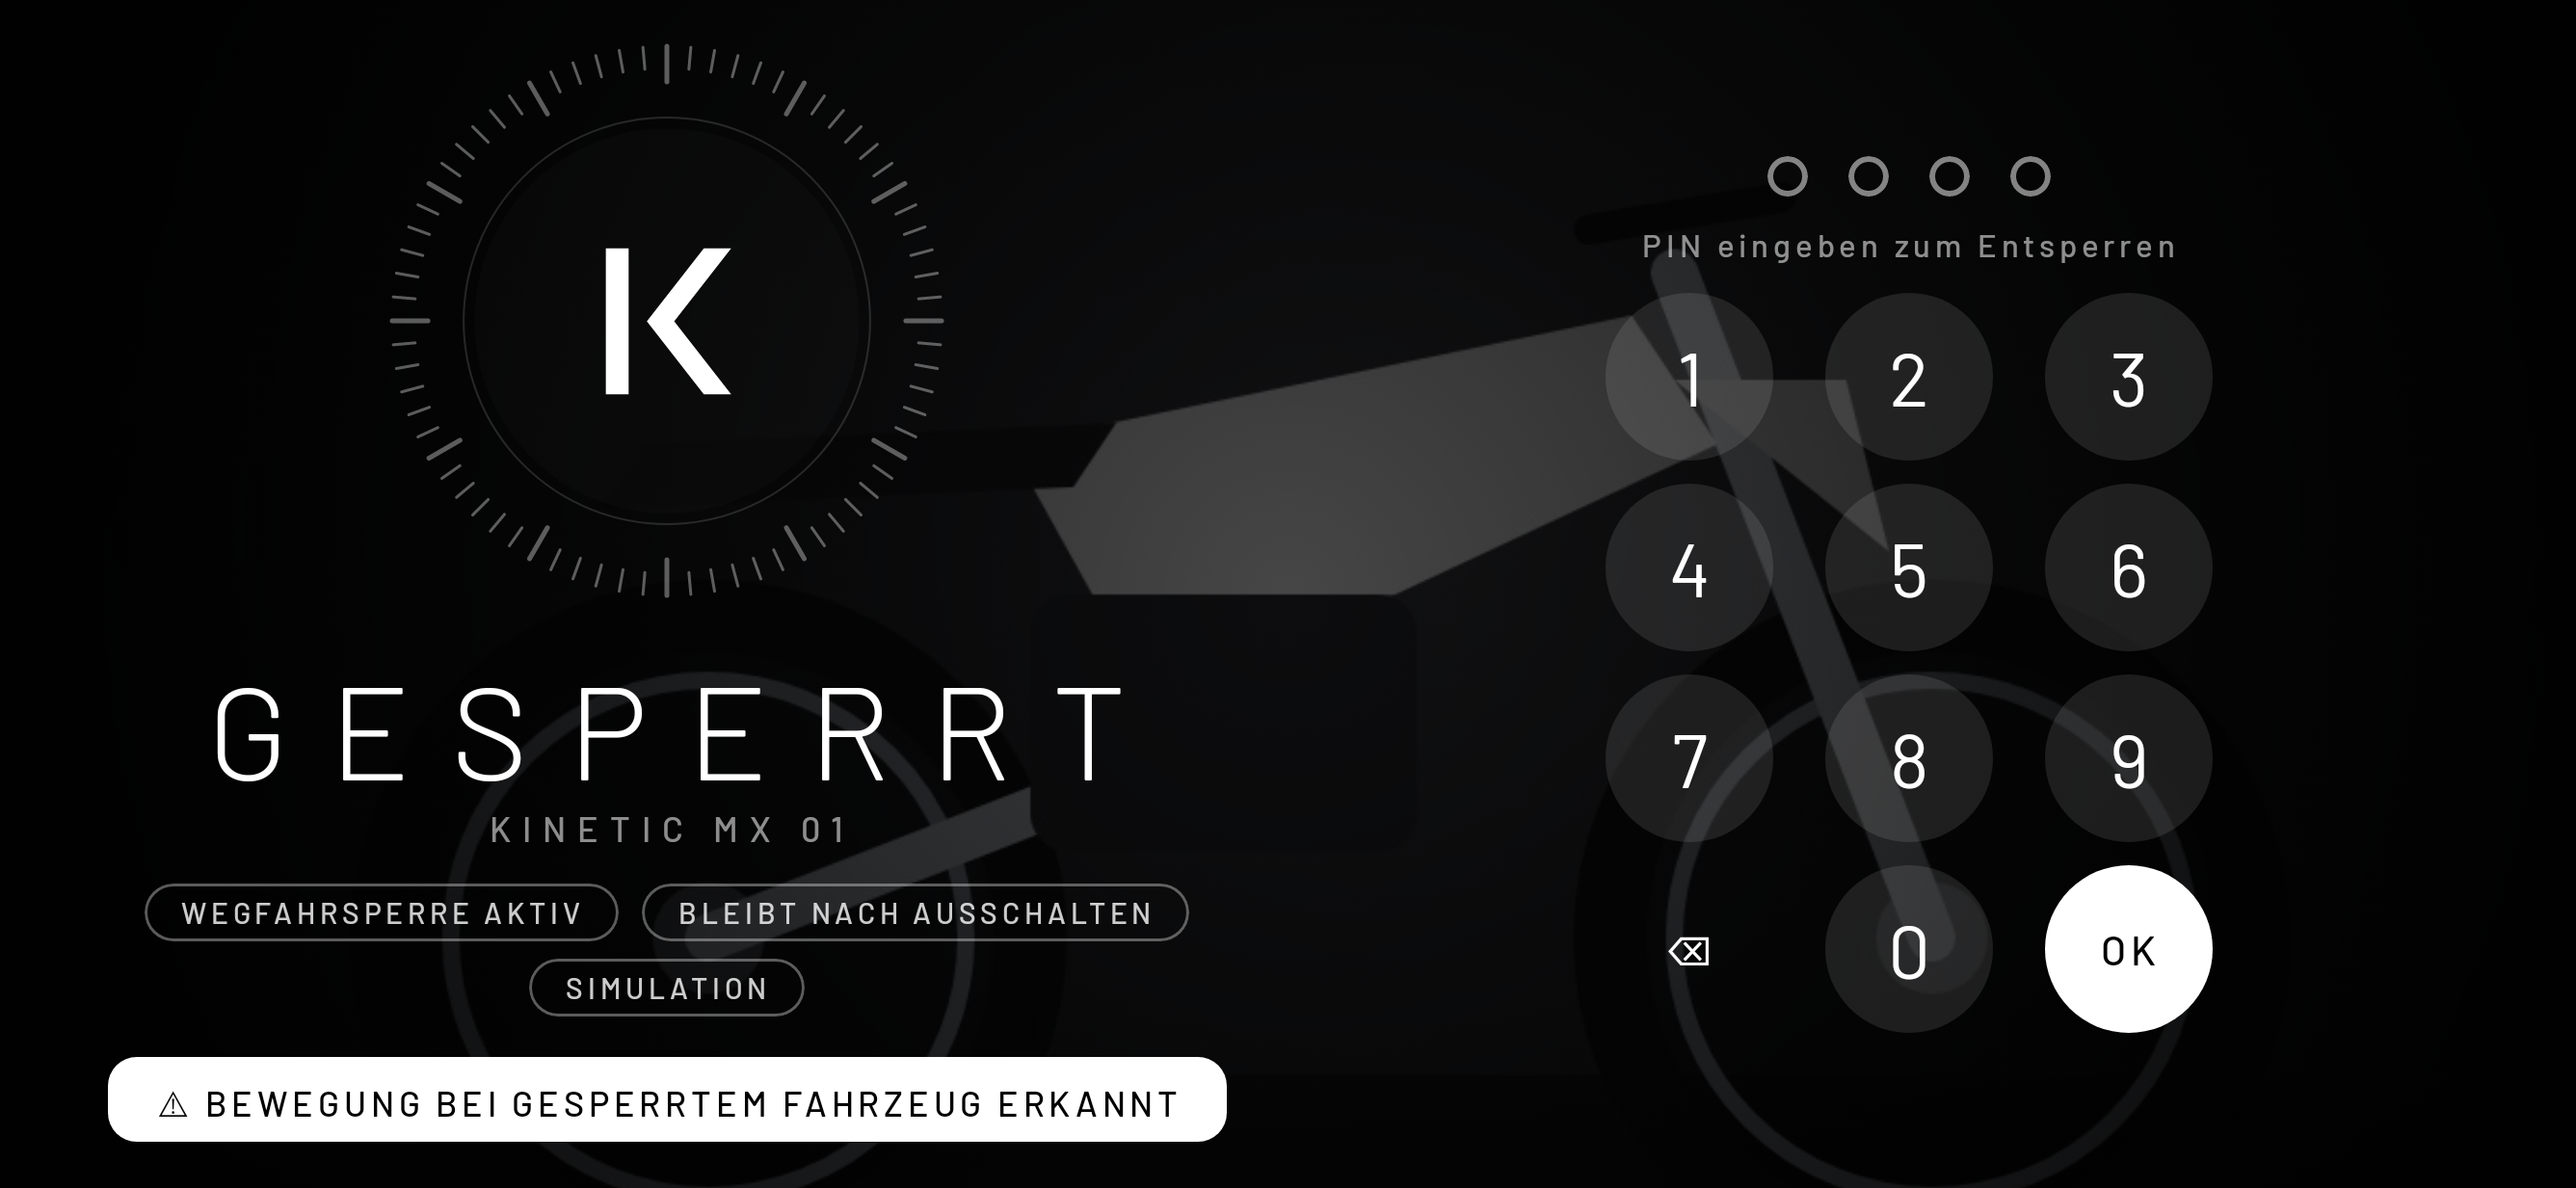 K
GESPERRT
KINETIC MX 01
WEGFAHRSPERRE AKTIV
BLEIBT NACH AUSSCHALTEN
SIMULATION
⚠ BEWEGUNG BEI GESPERRTEM FAHRZEUG ERKANNT
PIN eingeben zum Entsperren
1 2 3
4 5 6
7 8 9
0 OK